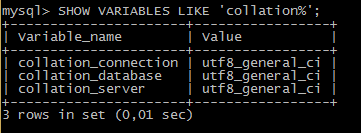 mysql> SHOW VARIABLES LIKE 'collation%';
+----------------------+-----------------+
| Variable_name        | Value           |
+----------------------+-----------------+
| collation_connection | utf8_general_ci |
| collation_database   | utf8_general_ci |
| collation_server     | utf8_general_ci |
+----------------------+-----------------+
3 rows in set (0,01 sec)